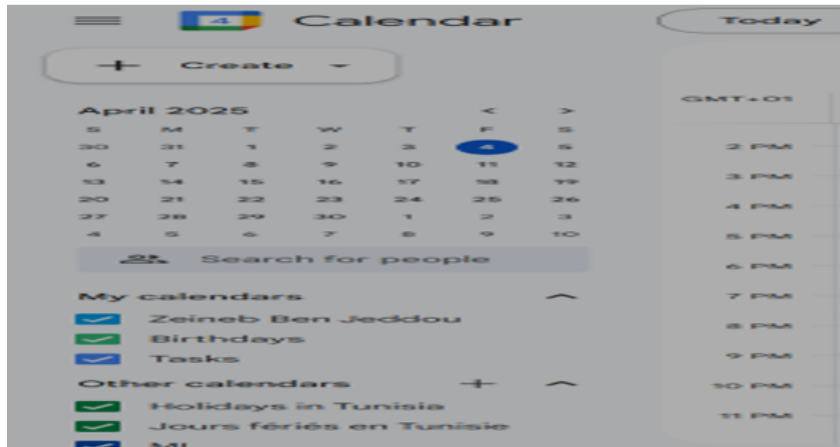 4 Calendar Today
+ Create
April 2025 < >
GMT+01
S M T W T F S
30 31 1 2 3 4 5
6 7 8 9 10 11 12
13 14 15 16 17 18 19
20 21 22 23 24 25 26
27 28 29 30 1 2 3
4 5 6 7 8 9 10
Search for people
My calendars
Zeineb Ben Jeddou
Birthdays
Tasks
Other calendars +
Holidays in Tunisia
Jours fériés en Tunisie
2 PM
3 PM
4 PM
5 PM
6 PM
7 PM
8 PM
9 PM
10 PM
11 PM